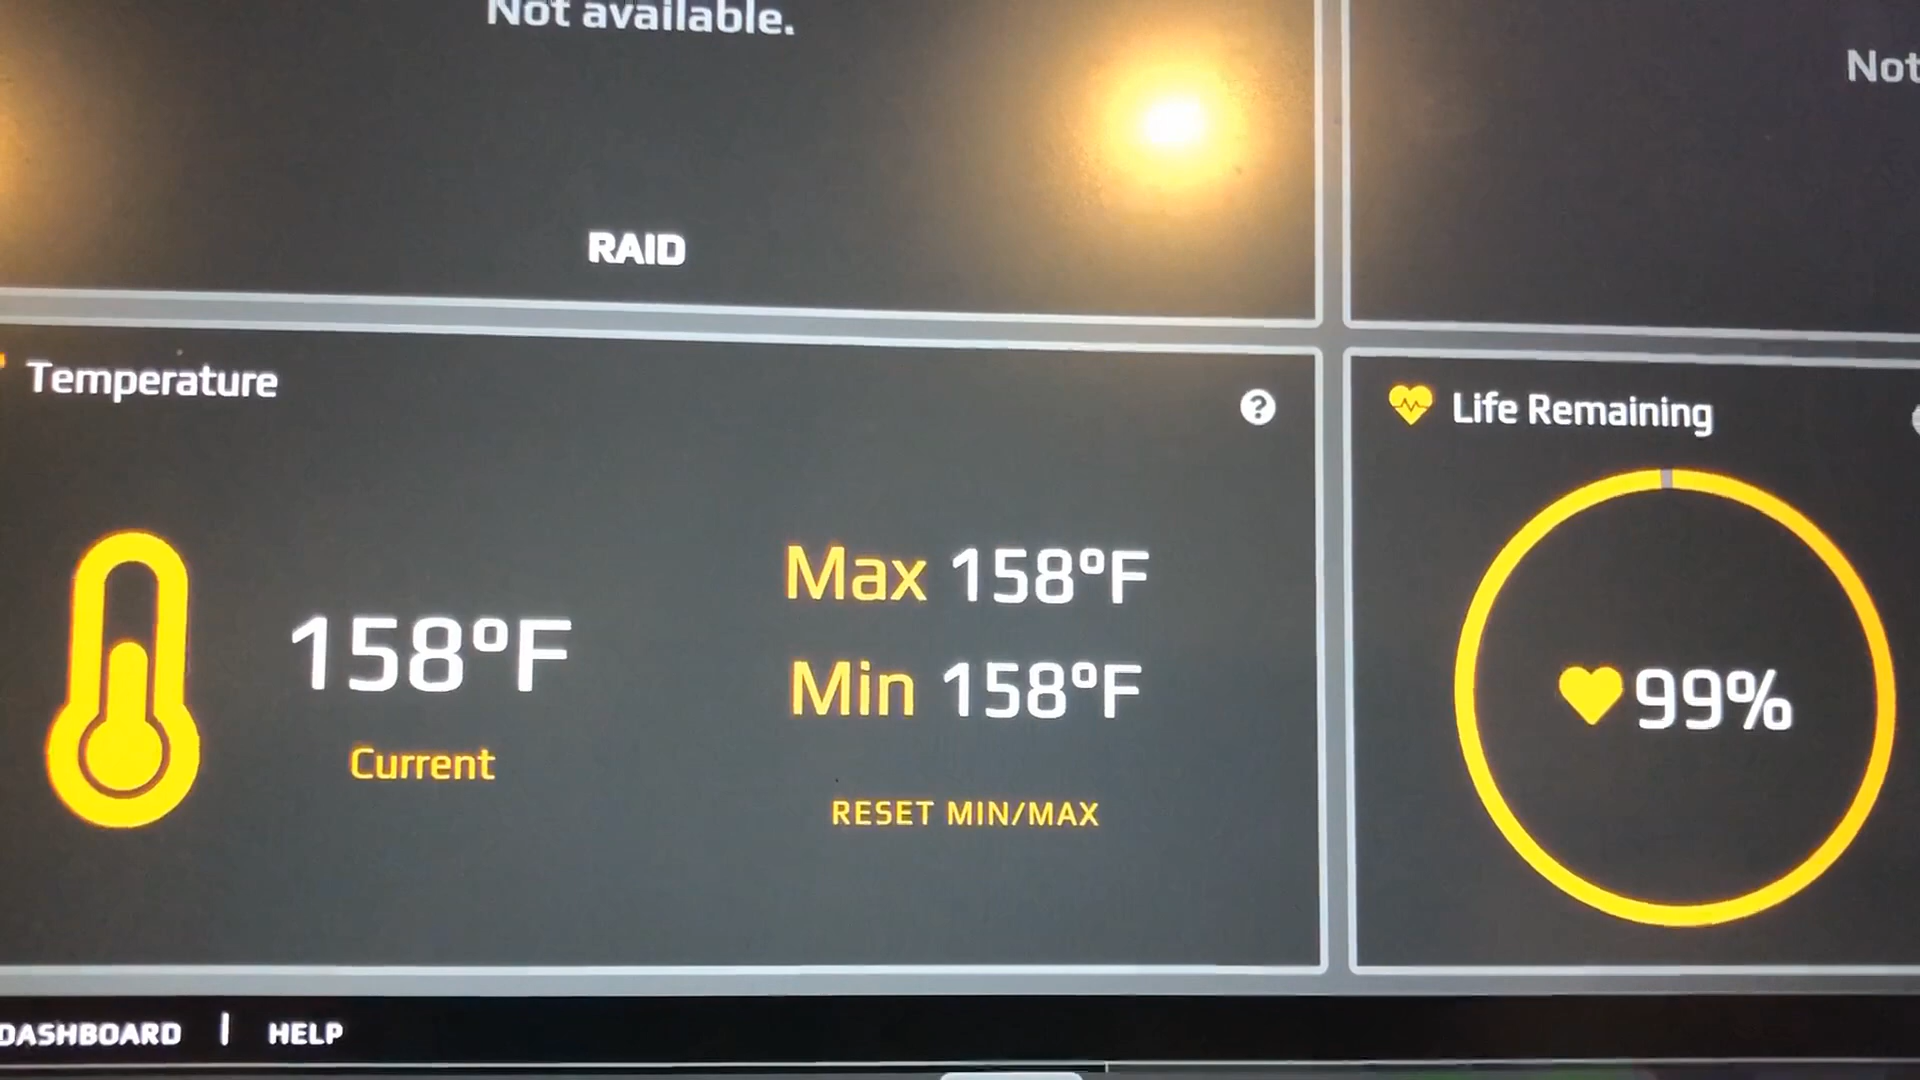 Not available.
Not
RAID
Temperature
Life Remaining
158°F
Current
Max 158°F
Min 158°F
RESET MIN/MAX
99%
DASHBOARD | HELP